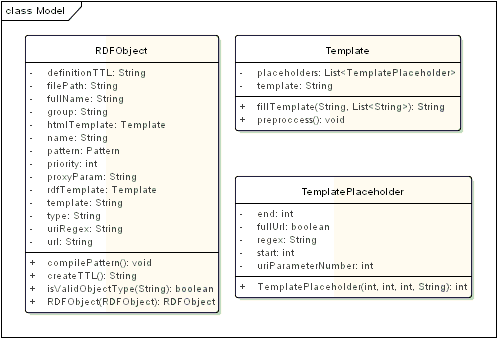 class Model
RDFObject
- definitionTTL: String
- filePath: String
- fullName: String
- group: String
- htmlTemplate: Template
- name: String
- pattern: Pattern
- priority: int
- proxyParam: String
- rdfTemplate: Template
- template: String
- type: String
- uriRegex: String
- url: String
+ compilePattern(): void
+ createTTL(): String
+ isValidObjectType(String): boolean
+ RDFObject(RDFObject): RDFObject
Template
- placeholders: List<TemplatePlaceholder>
- template: String
+ fillTemplate(String, List<String>): String
+ preproccess(): void
TemplatePlaceholder
- end: int
- fullUrl: boolean
- regex: String
- start: int
- uriParameterNumber: int
+ TemplatePlaceholder(int, int, int, String): int